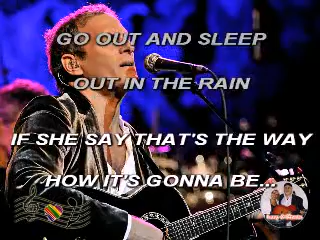 GO OUT AND SLEEP
OUT IN THE RAIN
IF SHE SAY THAT'S THE WAY
HOW IT'S GONNA BE...